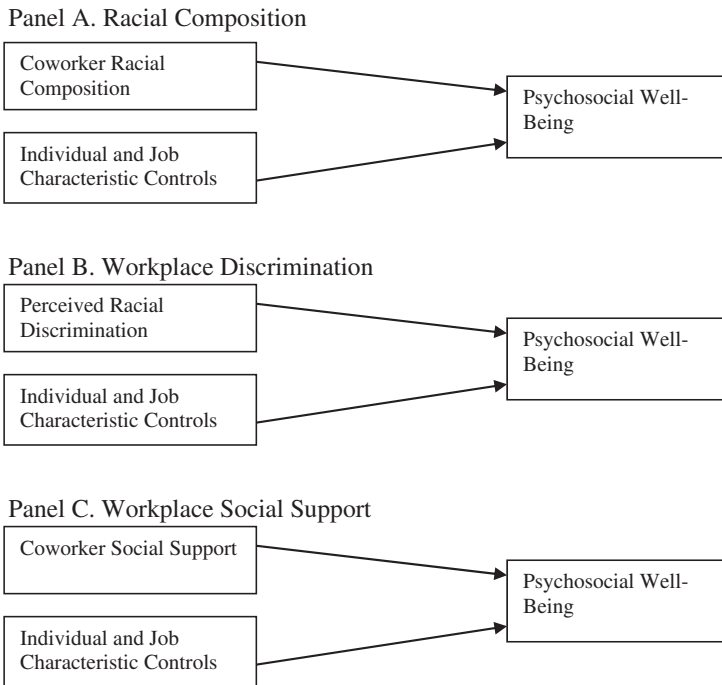 Panel A. Racial Composition
Coworker Racial
Composition
Psychosocial Well-
Being
Individual and Job
Characteristic Controls
Panel B. Workplace Discrimination
Perceived Racial
Discrimination
Psychosocial Well-
Being
Individual and Job
Characteristic Controls
Panel C. Workplace Social Support
Coworker Social Support
Psychosocial Well-
Being
Individual and Job
Characteristic Controls